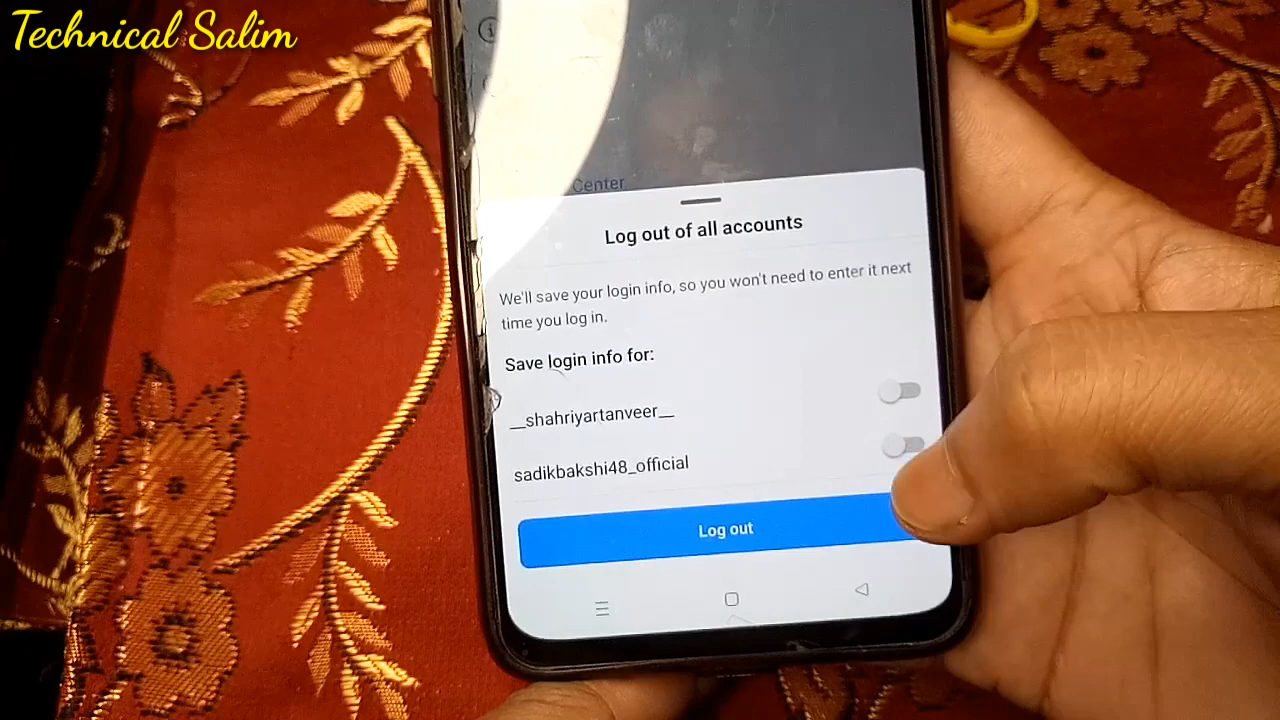 Technical Salim
Center
Log out of all accounts
We'll save your login info, so you won't need to enter it next
time you log in.
Save login info for:
__shahriyartanveer__
sadikbakshi48_official
Log out